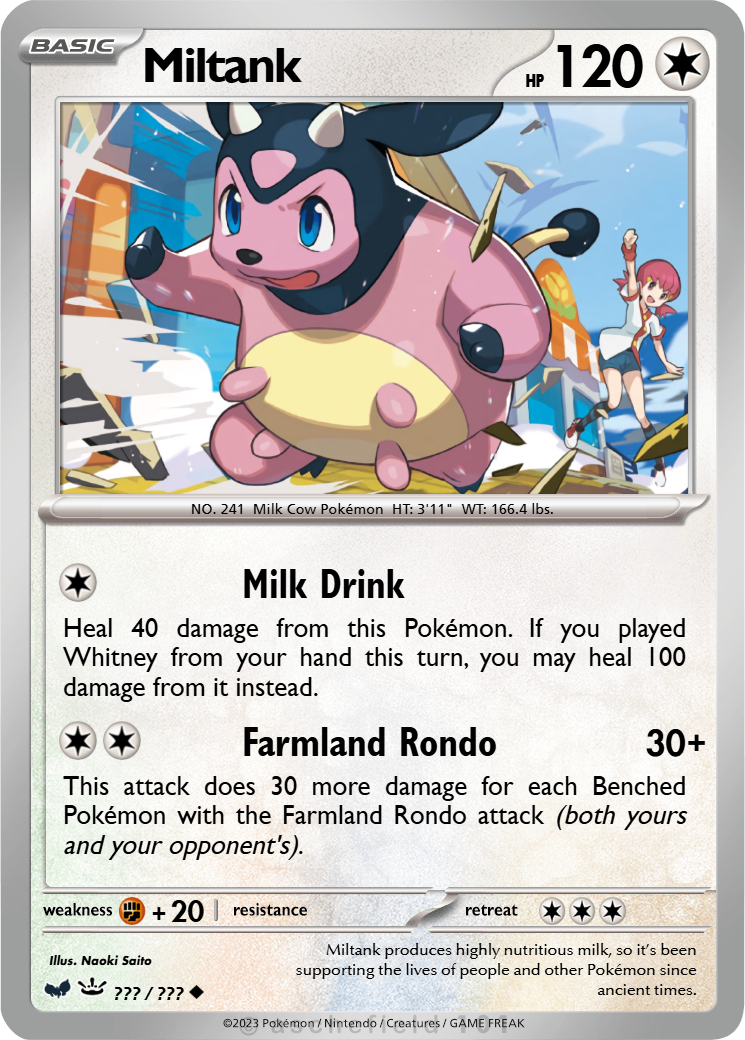 BASIC
Miltank
HP 120
NO. 241 Milk Cow Pokémon HT: 3'11" WT: 166.4 lbs.
Milk Drink
Heal 40 damage from this Pokémon. If you played
Whitney from your hand this turn, you may heal 100
damage from it instead.
Farmland Rondo 30+
This attack does 30 more damage for each Benched
Pokémon with the Farmland Rondo attack (both yours
and your opponent's).
weakness + 20 resistance retreat
Illus. Naoki Saito
??? / ???
Miltank produces highly nutritious milk, so it's been
supporting the lives of people and other Pokémon since
ancient times.
©2023 Pokémon / Nintendo / Creatures / GAME FREAK